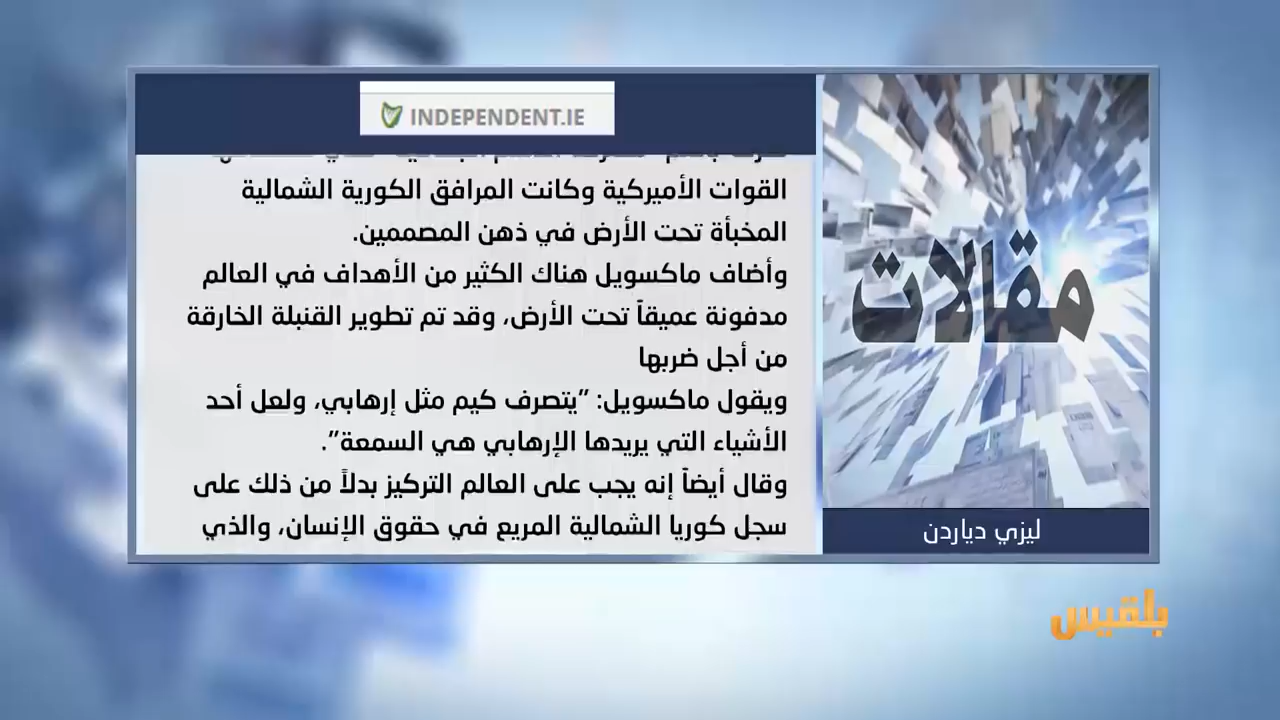 INDEPENDENT.IE
القوات الأميركية وكانت المرافق الكورية الشمالية
المخبأة تحت الأرض في ذهن المصممين.
وأضاف ماكسويل هناك الكثير من الأهداف في العالم
مدفونة عميقاً تحت الأرض، وقد تم تطوير القنبلة الخارقة
من أجل ضربها
ويقول ماكسويل: "يتصرف كيم مثل إرهابي، ولعل أحد
الأشياء التي يريدها الإرهابي هي السمعة".
وقال أيضاً إنه يجب على العالم التركيز بدلاً من ذلك على
سجل كوريا الشمالية المريع في حقوق الإنسان، والذي
مقالات
ليزي دياردن
بلقيس